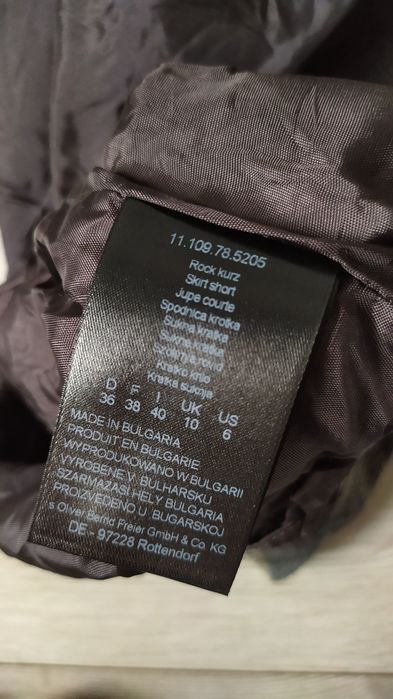 11.109.78.5205
Rock kurz
Skirt short
Jupe courte
Spodnica krotka
Sukna kratka
Sukne kratka
Szoknya rövid
Kratko krilo
Kratka suknja
D F I UK US
36 38 40 10 6
MADE IN BULGARIA
PRODUIT EN BULGARIE
WYPRODUKOWANO W BULGARII
VYROBENE V BULHARSKU
SZARMAZASI HELY BULGARIA
PROIZVEDENO U BUGARSKOJ
s.Oliver Bernd Freier GmbH & Co. KG
DE - 97228 Rottendorf